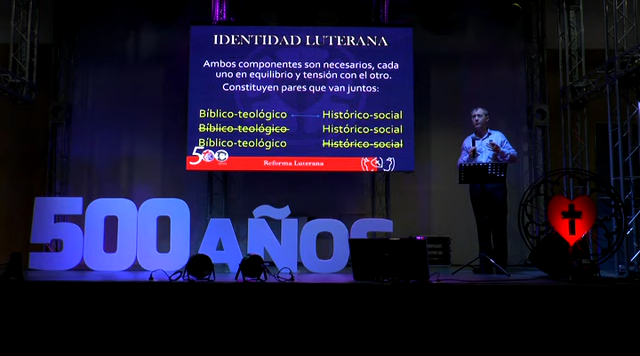 IDENTIDAD LUTERANA
Ambos componentes son necesarios, cada
uno en equilibrio y tensión con el otro.
Constituyen pares que van juntos:
Bíblico-teológico Histórico-social
Bíblico-teológico Histórico-social
Bíblico-teológico Histórico-social
500
Reforma Luterana
500 AÑOS